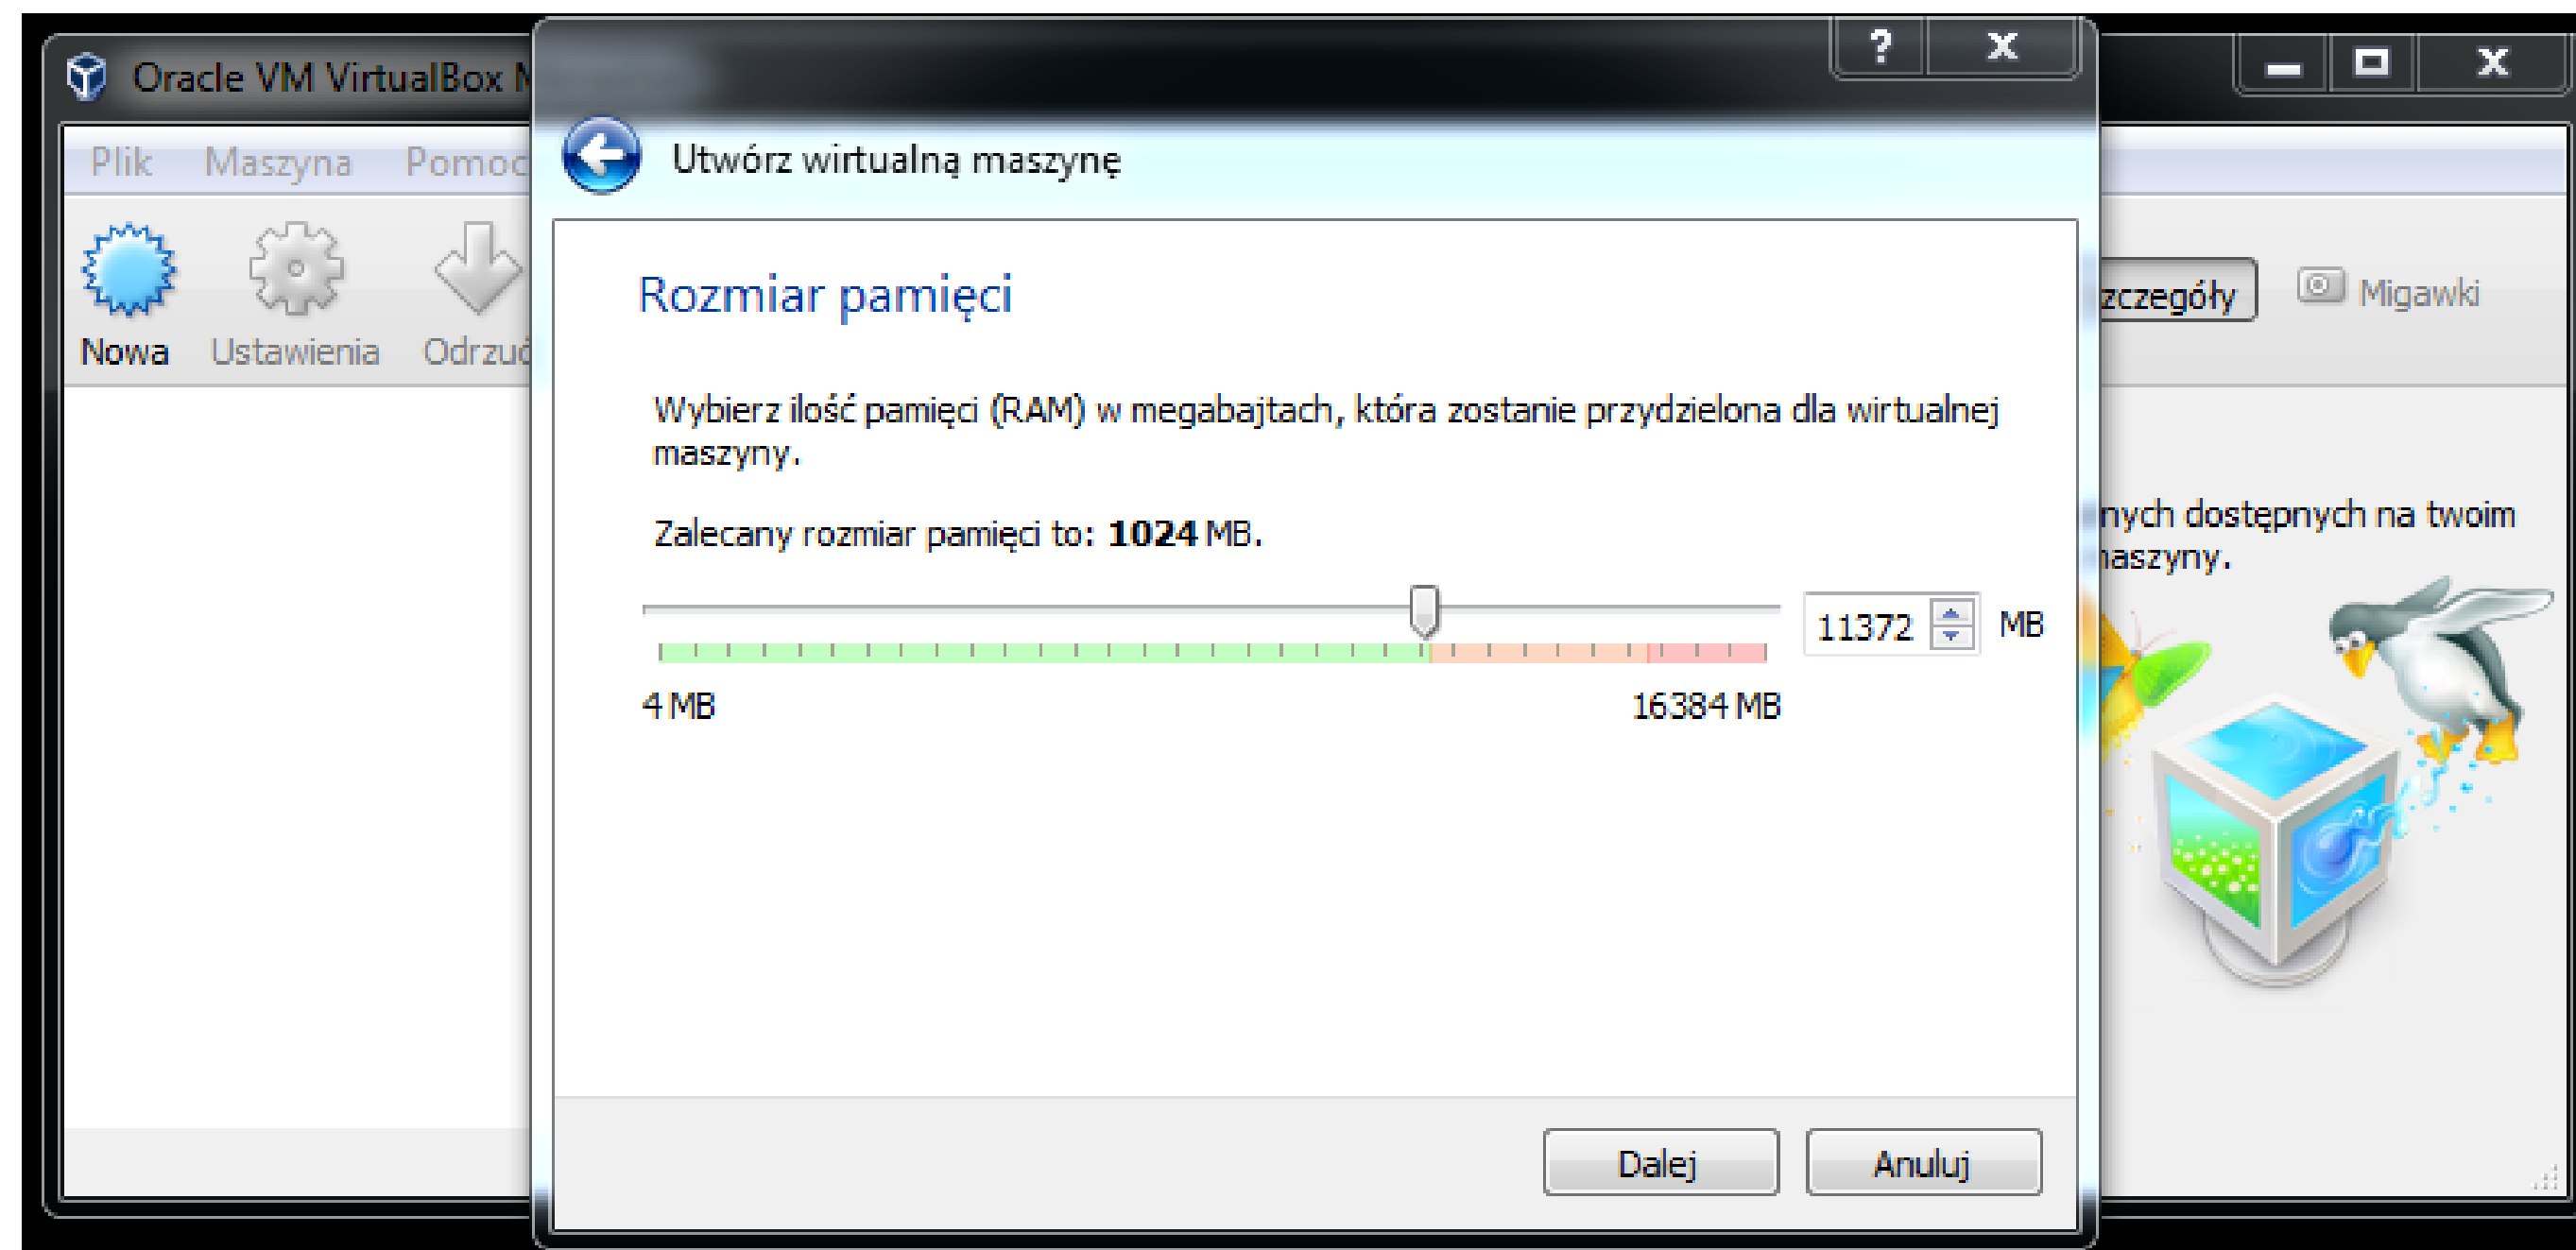 Oracle VM VirtualBox
Plik Maszyna Pomoc
Nowa Ustawienia Odrzuć
?
Utwórz wirtualną maszynę
Rozmiar pamięci
Wybierz ilość pamięci (RAM) w megabajtach, która zostanie przydzielona dla wirtualnej
maszyny.
Zalecany rozmiar pamięci to: 1024 MB.
11372 MB
4 MB 16384 MB
Dalej Anuluj
zczegóły Migawki
nych dostępnych na twoim
naszyny.